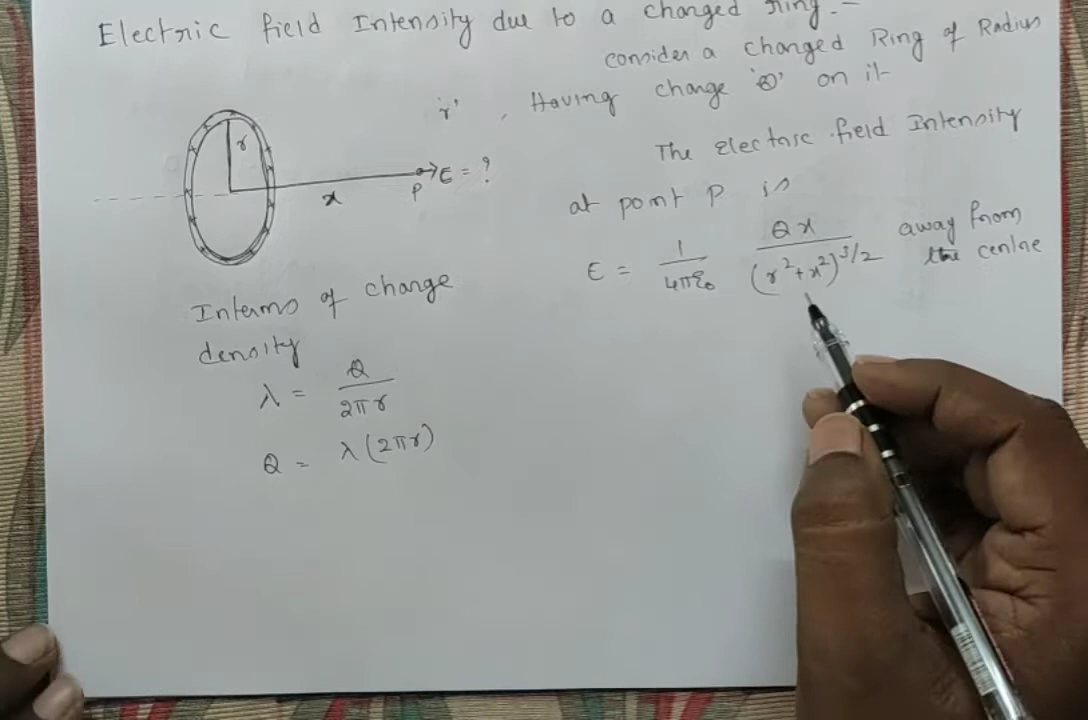 Electric field Intensity due to a charged Ring.-
consider a charged Ring of Radius
'r', Having charge 'Q' on it
The Electric field Intensity
at point P is
E = 1/4πε₀ Qx/(r²+x²)^3/2 away from the centre
r
x
P
E = ?
Interms of charge
density
λ = Q/2πr
Q = λ(2πr)